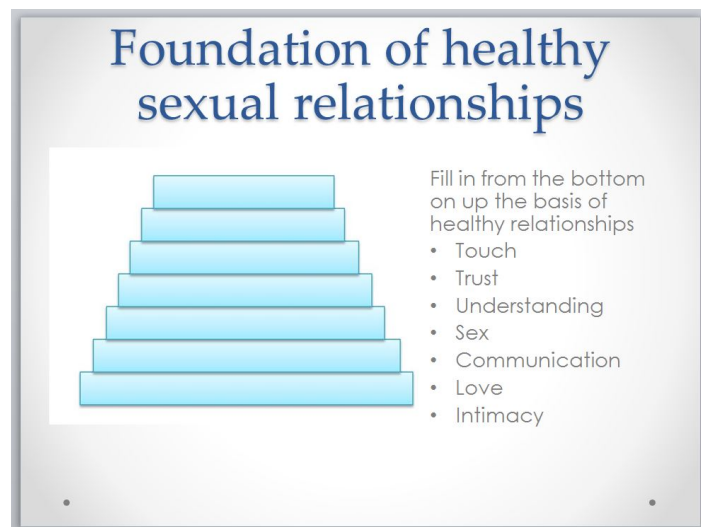 Foundation of healthy
sexual relationships
Fill in from the bottom
on up the basis of
healthy relationships
• Touch
• Trust
• Understanding
• Sex
• Communication
• Love
• Intimacy